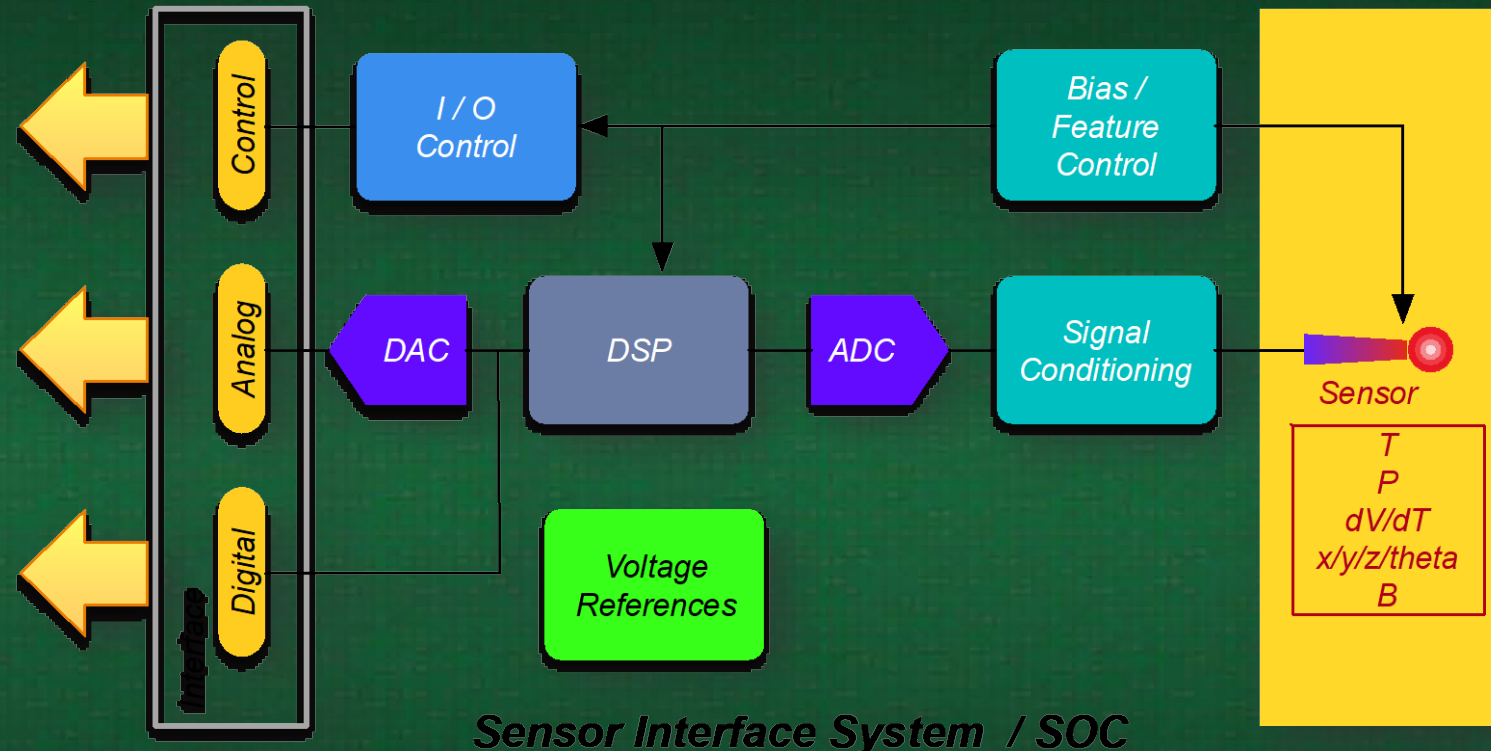 Control
I / O
Control
Bias /
Feature
Control
Analog
DAC
DSP
ADC
Signal
Conditioning
Sensor
T
P
dV/dT
x/y/z/theta
B
Digital
Voltage
References
Interface
Sensor Interface System / SOC